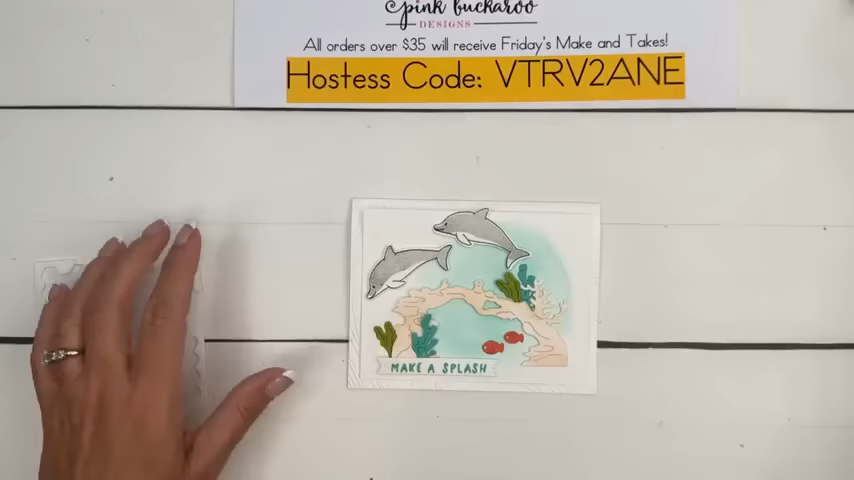 pink buckaroo
DESIGNS
All orders over $35 will receive Friday's Make and Takes!
Hostess Code: VTRV2ANE
MAKE A SPLASH